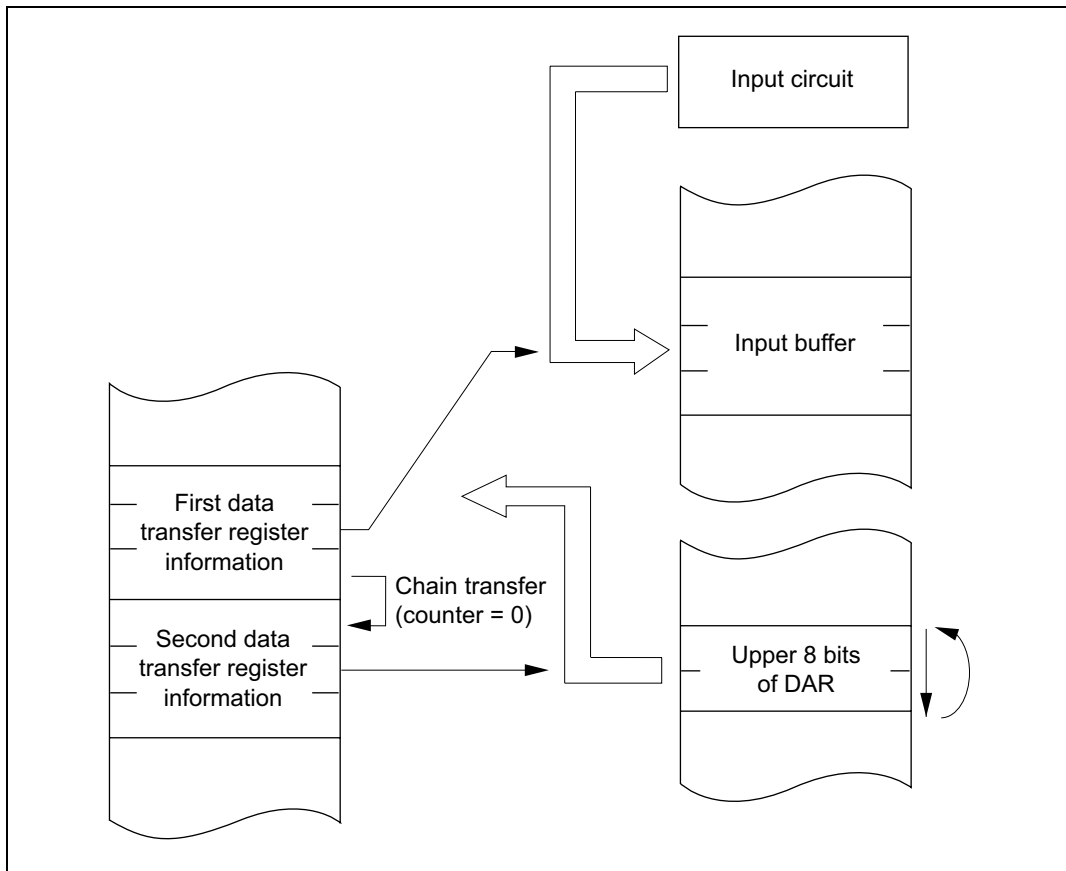 Input circuit
Input buffer
First data
transfer register
information
Chain transfer
(counter = 0)
Second data
transfer register
information
Upper 8 bits
of DAR